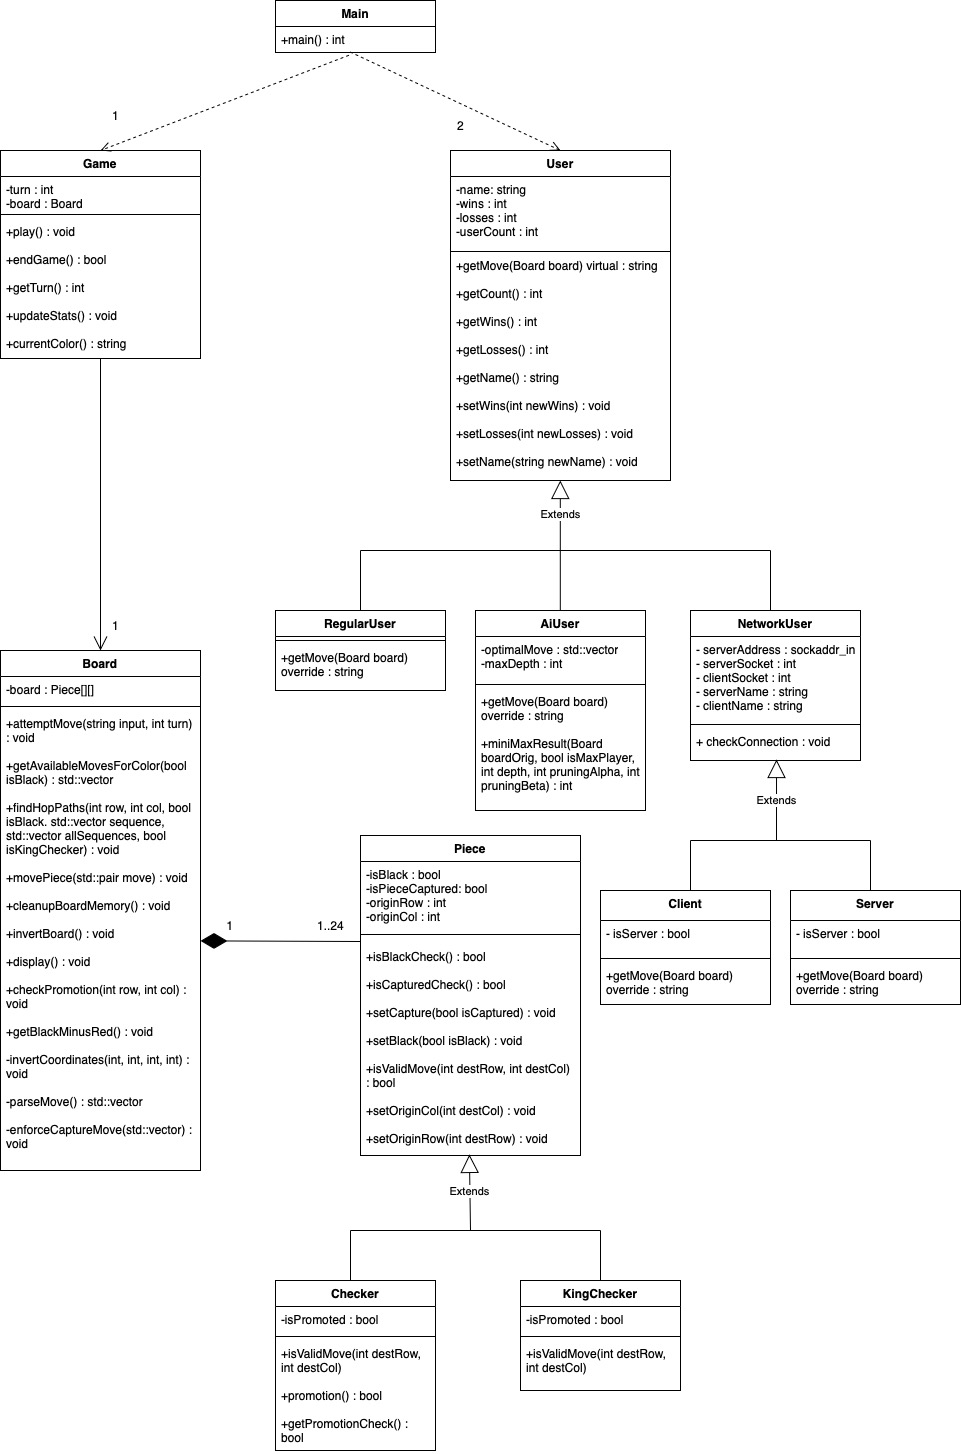 Main
+main() : int
1
2
Game
-turn : int
-board : Board
+play() : void
+endGame() : bool
+getTurn() : int
+updateStats() : void
+currentColor() : string
User
-name: string
-wins : int
-losses : int
-userCount : int
+getMove(Board board) virtual : string
+getCount() : int
+getWins() : int
+getLosses() : int
+getName() : string
+setWins(int newWins) : void
+setLosses(int newLosses) : void
+setName(string newName) : void
Extends
RegularUser
+getMove(Board board)
override : string
AiUser
-optimalMove : std::vector
-maxDepth : int
+getMove(Board board)
override : string
+miniMaxResult(Board
boardOrig, bool isMaxPlayer,
int depth, int pruningAlpha, int
pruningBeta) : int
NetworkUser
- serverAddress : sockaddr_in
- serverSocket : int
- clientSocket : int
- serverName : string
- clientName : string
+ checkConnection : void
Extends
1
Board
-board : Piece[][]
+attemptMove(string input, int turn)
: void
+getAvailableMovesForColor(bool
isBlack) : std::vector
+findHopPaths(int row, int col, bool
isBlack. std::vector sequence,
std::vector allSequences, bool
isKingChecker) : void
+movePiece(std::pair move) : void
+cleanupBoardMemory() : void
+invertBoard() : void
+display() : void
+checkPromotion(int row, int col) :
void
+getBlackMinusRed() : void
-invertCoordinates(int, int, int, int) :
void
-parseMove() : std::vector
-enforceCaptureMove(std::vector) :
void
1
1..24
Piece
-isBlack : bool
-isPieceCaptured: bool
-originRow : int
-originCol : int
+isBlackCheck() : bool
+isCapturedCheck() : bool
+setCapture(bool isCaptured) : void
+setBlack(bool isBlack) : void
+isValidMove(int destRow, int destCol)
: bool
+setOriginCol(int destCol) : void
+setOriginRow(int destRow) : void
Client
- isServer : bool
+getMove(Board board)
override : string
Server
- isServer : bool
+getMove(Board board)
override : string
Extends
Checker
-isPromoted : bool
+isValidMove(int destRow,
int destCol)
+promotion() : bool
+getPromotionCheck() :
bool
KingChecker
-isPromoted : bool
+isValidMove(int destRow,
int destCol)